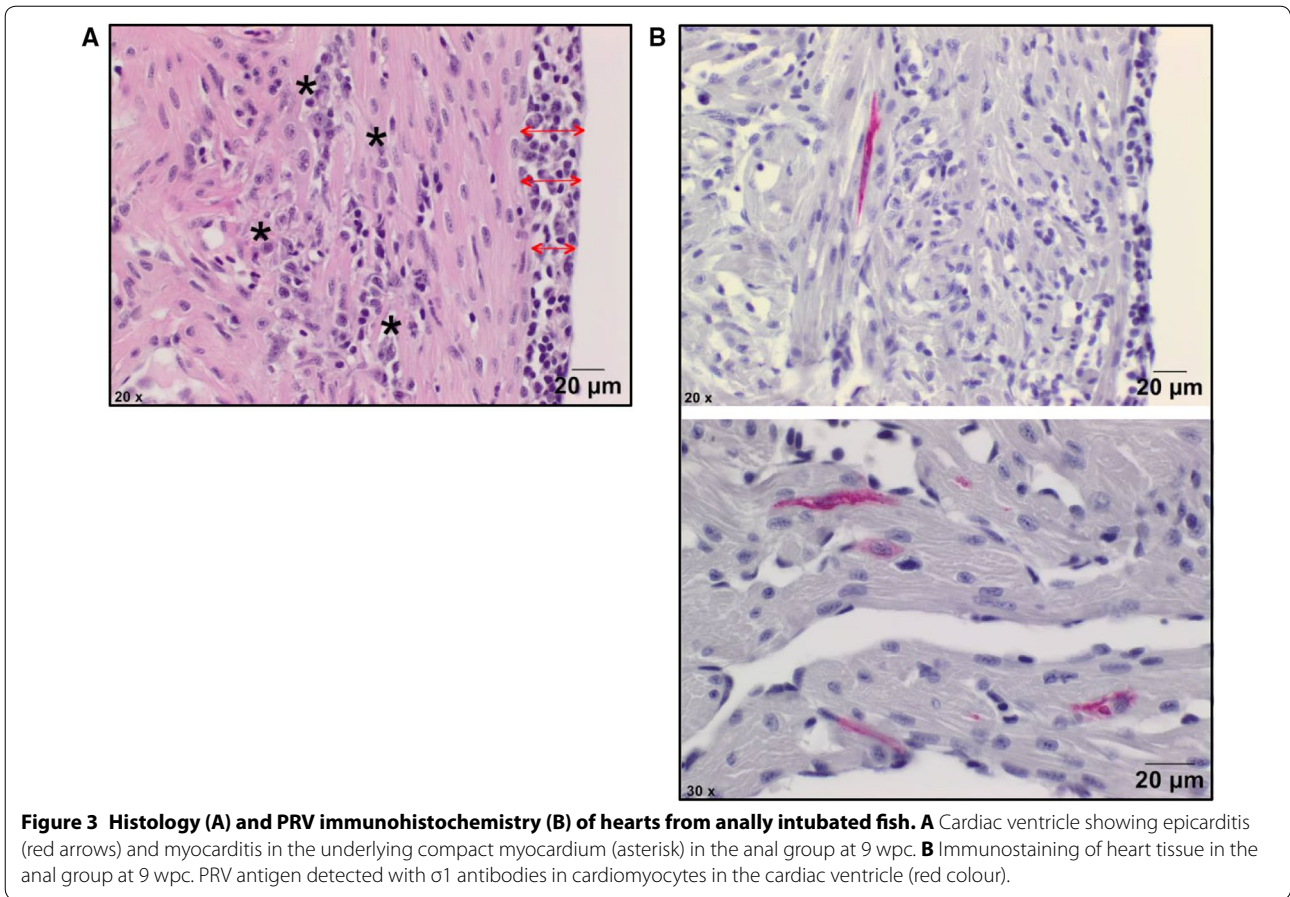 A
B
*
*
*
*
20 µm
20 x
20 µm
20 x
20 µm
30 x
Figure 3 Histology (A) and PRV immunohistochemistry (B) of hearts from anally intubated fish. A Cardiac ventricle showing epicarditis
(red arrows) and myocarditis in the underlying compact myocardium (asterisk) in the anal group at 9 wpc. B Immunostaining of heart tissue in the
anal group at 9 wpc. PRV antigen detected with σ1 antibodies in cardiomyocytes in the cardiac ventricle (red colour).